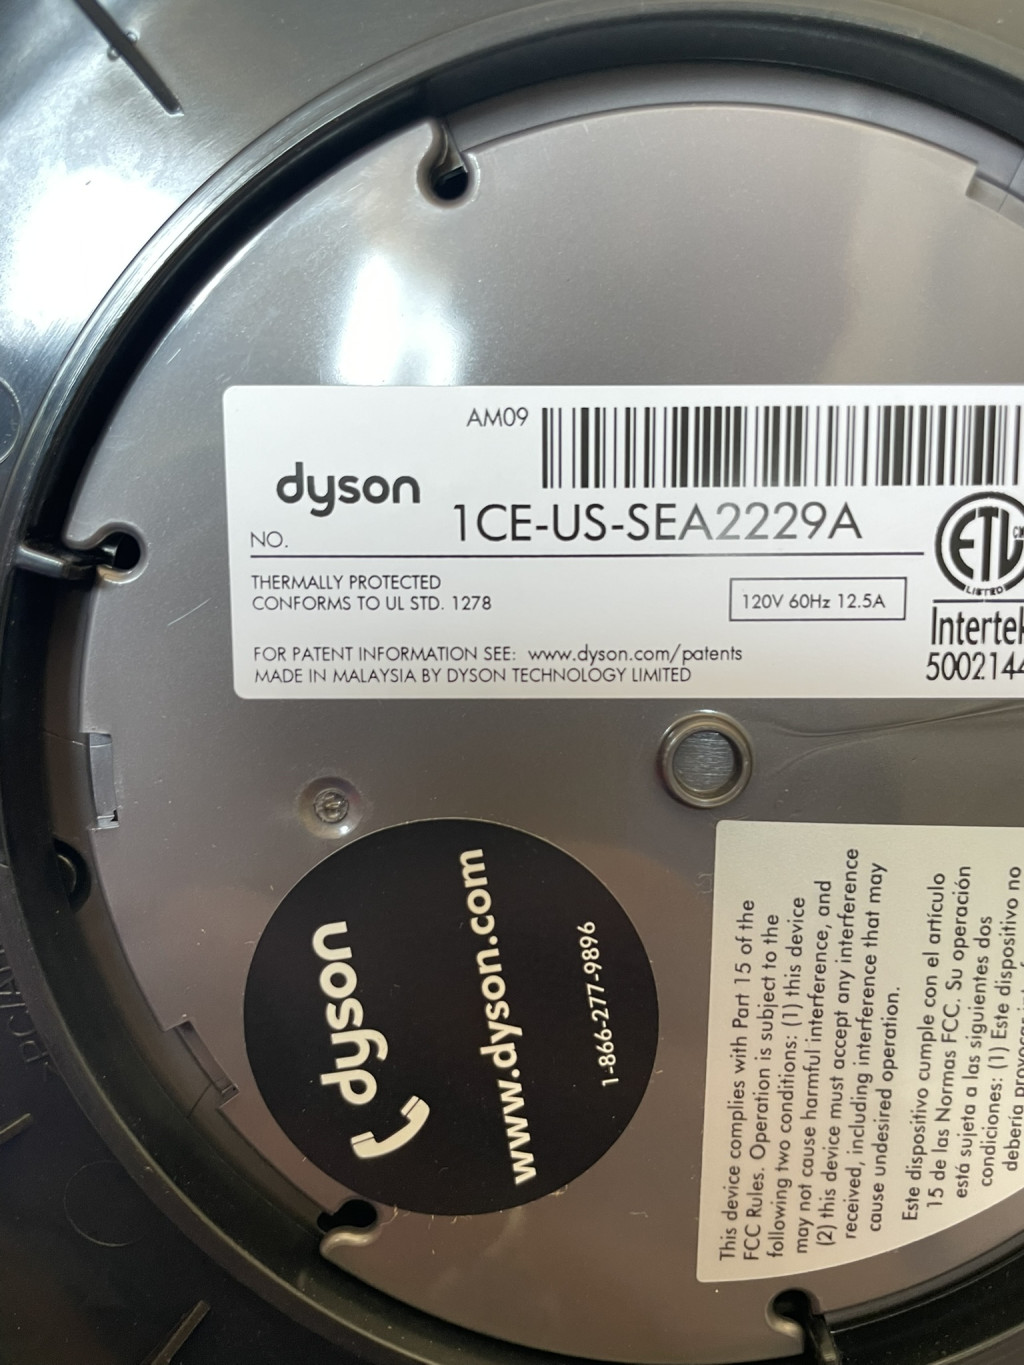 AM09
dyson
NO. 1CE-US-SEA2229A
ETL
CM
LISTED
THERMALLY PROTECTED
CONFORMS TO UL STD. 1278
120V 60Hz 12.5A
Intertek
FOR PATENT INFORMATION SEE: www.dyson.com/patents
MADE IN MALAYSIA BY DYSON TECHNOLOGY LIMITED
500214
dyson
www.dyson.com
1-866-277-9896
This device complies with Part 15 of the
FCC Rules. Operation is subject to the
following two conditions: (1) this device
may not cause harmful interference, and
(2) this device must accept any interference
received, including interference that may
cause undesired operation.
Este dispositivo cumple con el artículo
15 de las Normas FCC. Su operación
está sujeta a las siguientes dos
condiciones: (1) Este dispositivo no
debería